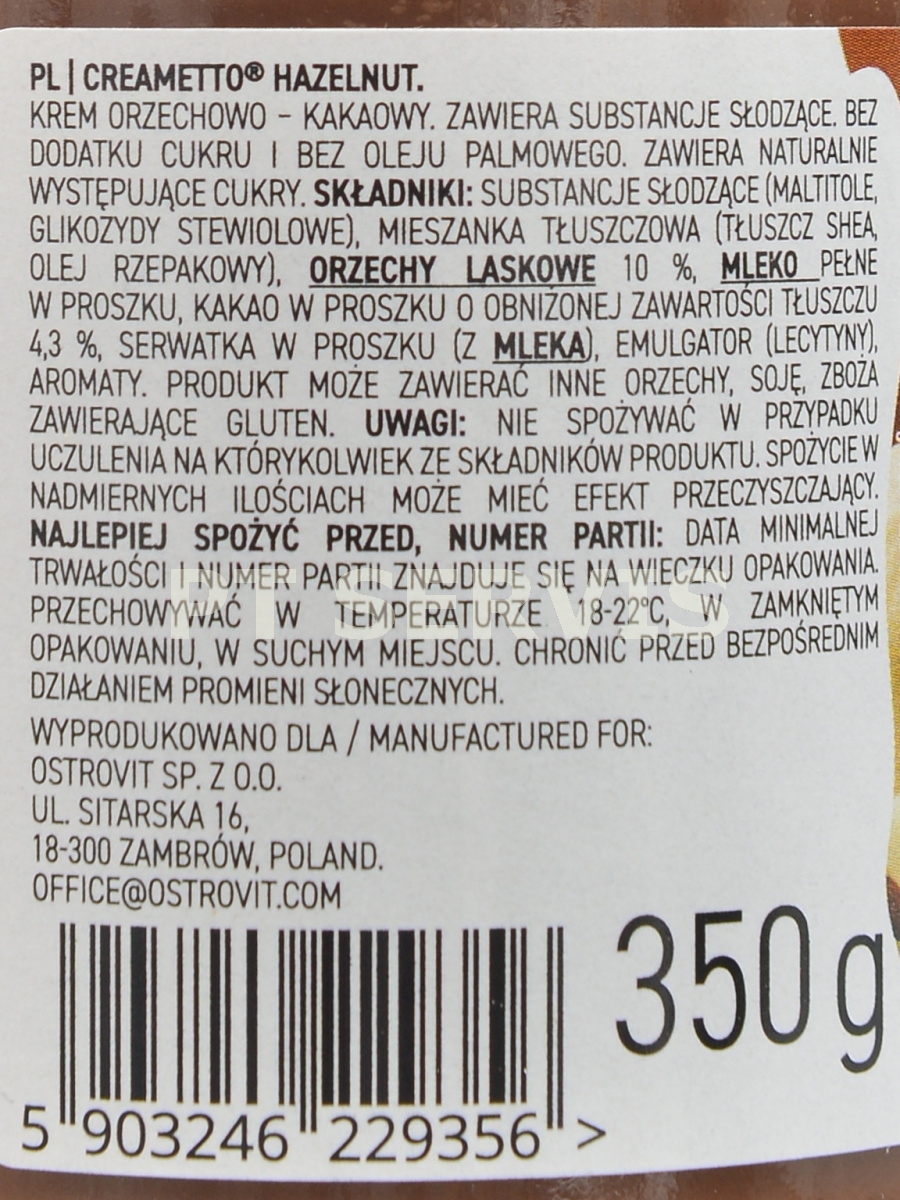 PL | CREAMETTO® HAZELNUT.
KREM ORZECHOWO – KAKAOWY. ZAWIERA SUBSTANCJE SŁODZĄCE. BEZ
DODATKU CUKRU I BEZ OLEJU PALMOWEGO. ZAWIERA NATURALNIE
WYSTĘPUJĄCE CUKRY. SKŁADNIKI: SUBSTANCJE SŁODZĄCE (MALTITOLE,
GLIKOZYDY STEWIOLOWE), MIESZANKA TŁUSZCZOWA (TŁUSZCZ SHEA,
OLEJ RZEPAKOWY), ORZECHY LASKOWE 10 %, MLEKO PEŁNE
W PROSZKU, KAKAO W PROSZKU O OBNIŻONEJ ZAWARTOŚCI TŁUSZCZU
4,3 %, SERWATKA W PROSZKU (Z MLEKA), EMULGATOR (LECYTYNY),
AROMATY. PRODUKT MOŻE ZAWIERAĆ INNE ORZECHY, SOJĘ, ZBOŻA
ZAWIERAJĄCE GLUTEN. UWAGI: NIE SPOŻYWAĆ W PRZYPADKU
UCZULENIA NA KTÓRYKOLWIEK ZE SKŁADNIKÓW PRODUKTU. SPOŻYCIE W
NADMIERNYCH ILOŚCIACH MOŻE MIEĆ EFEKT PRZECZYSZCZAJĄCY.
NAJLEPIEJ SPOŻYĆ PRZED, NUMER PARTII: DATA MINIMALNEJ
TRWAŁOŚCI I NUMER PARTII ZNAJDUJE SIĘ NA WIECZKU OPAKOWANIA.
PT SERVIS
PRZECHOWYWAĆ W TEMPERATURZE 18-22°C, W ZAMKNIĘTYM
OPAKOWANIU, W SUCHYM MIEJSCU. CHRONIĆ PRZED BEZPOŚREDNIM
DZIAŁANIEM PROMIENI SŁONECZNYCH.
WYPRODUKOWANO DLA / MANUFACTURED FOR:
OSTROVIT SP. Z O.O.
UL. SITARSKA 16,
18-300 ZAMBRÓW, POLAND.
OFFICE@OSTROVIT.COM
350 g
5 903246 229356 >